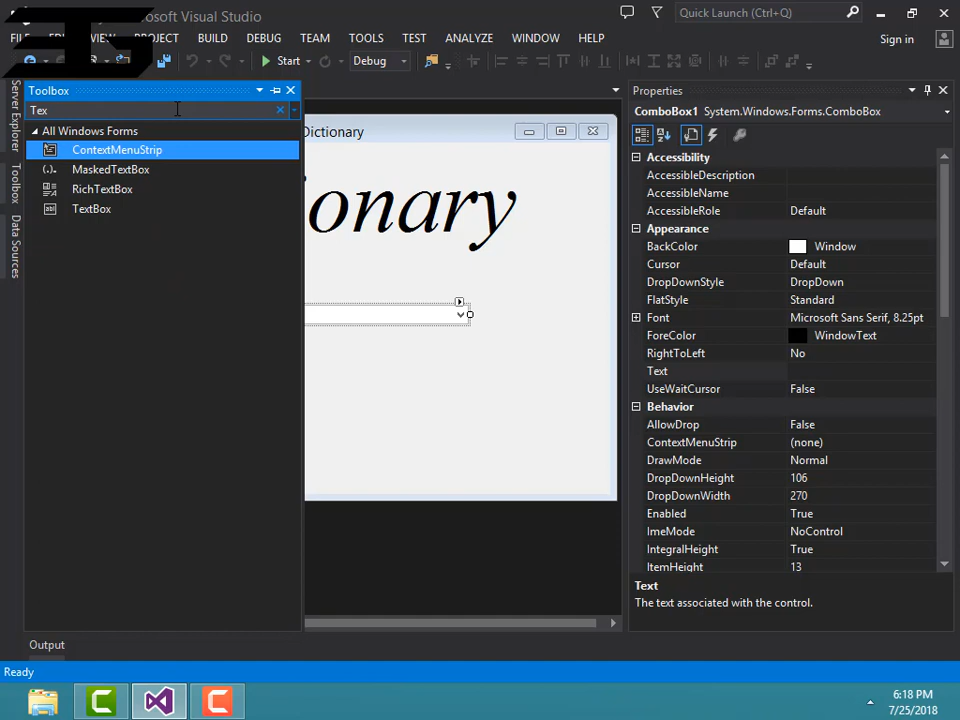 osoft Visual Studio
Quick Launch (Ctrl+Q)
FILE
PROJECT BUILD DEBUG TEAM TOOLS TEST ANALYZE WINDOW HELP
Sign in
Start Debug
Server Explorer
Toolbox
Data Sources
Toolbox
Tex
All Windows Forms
ContextMenuStrip
MaskedTextBox
RichTextBox
TextBox
Dictionary
onary
Properties
ComboBox1 System.Windows.Forms.ComboBox
Accessibility
AccessibleDescription
AccessibleName
AccessibleRole Default
Appearance
BackColor Window
Cursor Default
DropDownStyle DropDown
FlatStyle Standard
Font Microsoft Sans Serif, 8.25pt
ForeColor WindowText
RightToLeft No
Text
UseWaitCursor False
Behavior
AllowDrop False
ContextMenuStrip (none)
DrawMode Normal
DropDownHeight 106
DropDownWidth 270
Enabled True
ImeMode NoControl
IntegralHeight True
ItemHeight 13
Text
The text associated with the control.
Output
Ready
6:18 PM
7/25/2018